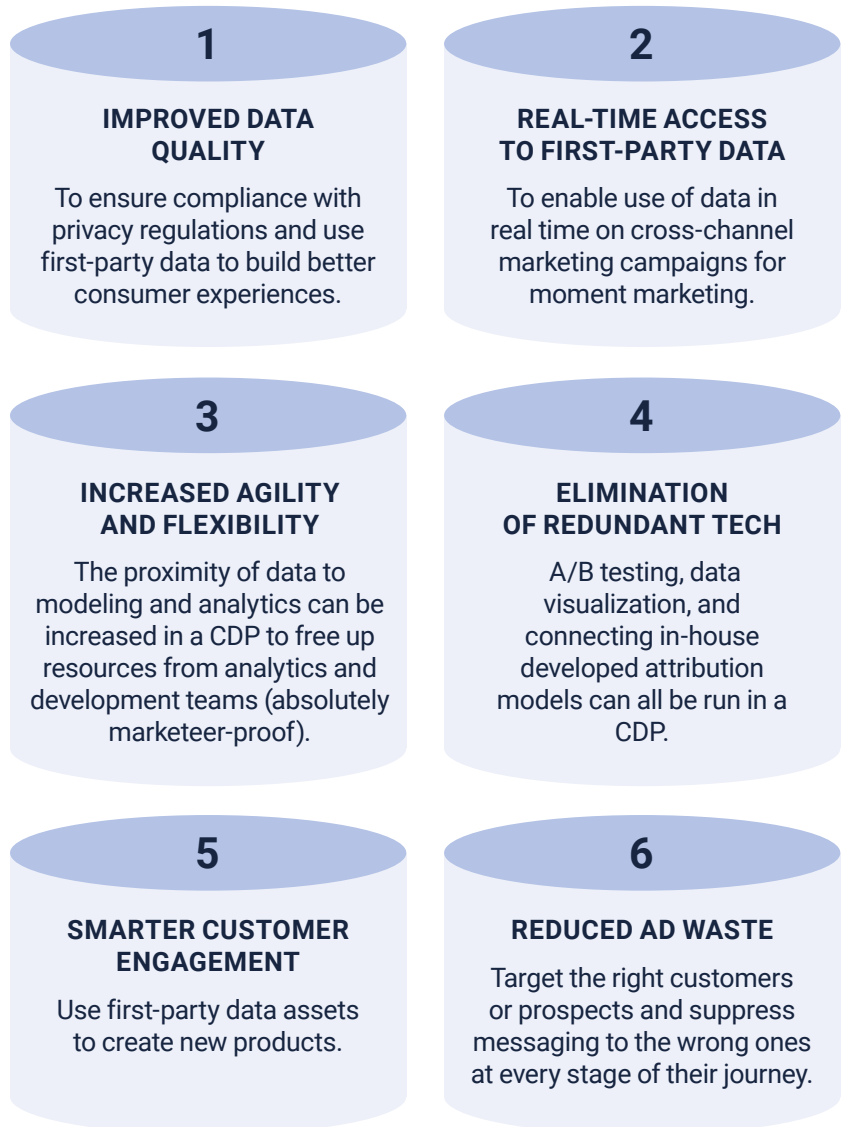 1
IMPROVED DATA
QUALITY
To ensure compliance with
privacy regulations and use
first-party data to build better
consumer experiences.
2
REAL-TIME ACCESS
TO FIRST-PARTY DATA
To enable use of data in
real time on cross-channel
marketing campaigns for
moment marketing.
3
INCREASED AGILITY
AND FLEXIBILITY
The proximity of data to
modeling and analytics can be
increased in a CDP to free up
resources from analytics and
development teams (absolutely
marketeer-proof).
4
ELIMINATION
OF REDUNDANT TECH
A/B testing, data
visualization, and
connecting in-house
developed attribution
models can all be run in a
CDP.
5
SMARTER CUSTOMER
ENGAGEMENT
Use first-party data assets
to create new products.
6
REDUCED AD WASTE
Target the right customers
or prospects and suppress
messaging to the wrong ones
at every stage of their journey.